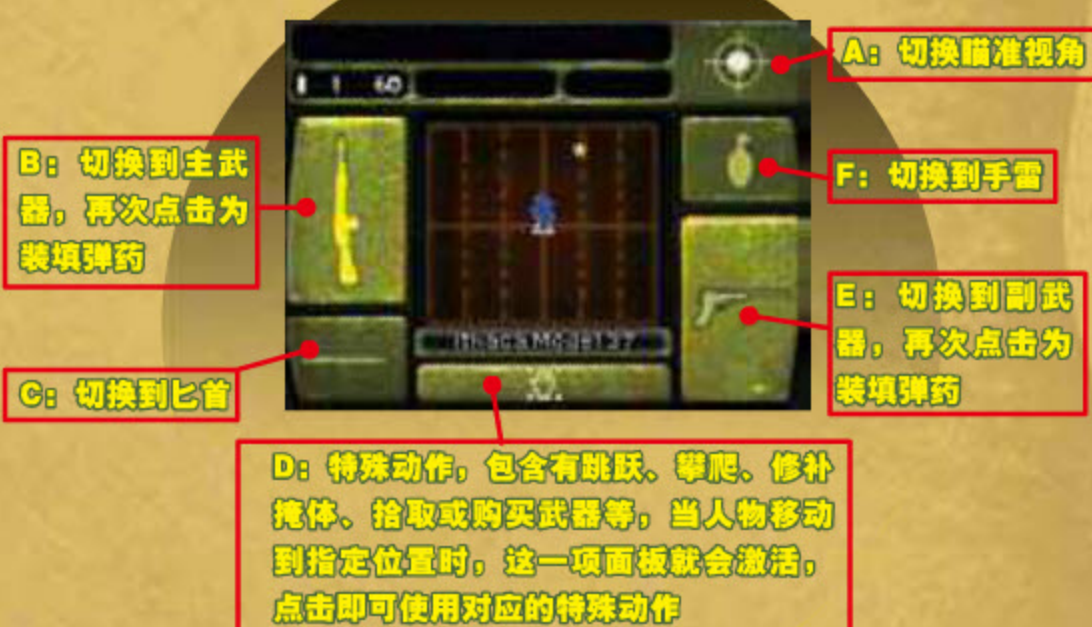 A：切换瞄准视角
B：切换到主武
器，再次点击为
装填弹药
F：切换到手雷
E：切换到副武
器，再次点击为
装填弹药
C：切换到匕首
D：特殊动作，包含有跳跃、攀爬、修补
掩体、拾取或购买武器等，当人物移动
到指定位置时，这一项面板就会激活，
点击即可使用对应的特殊动作
1 60